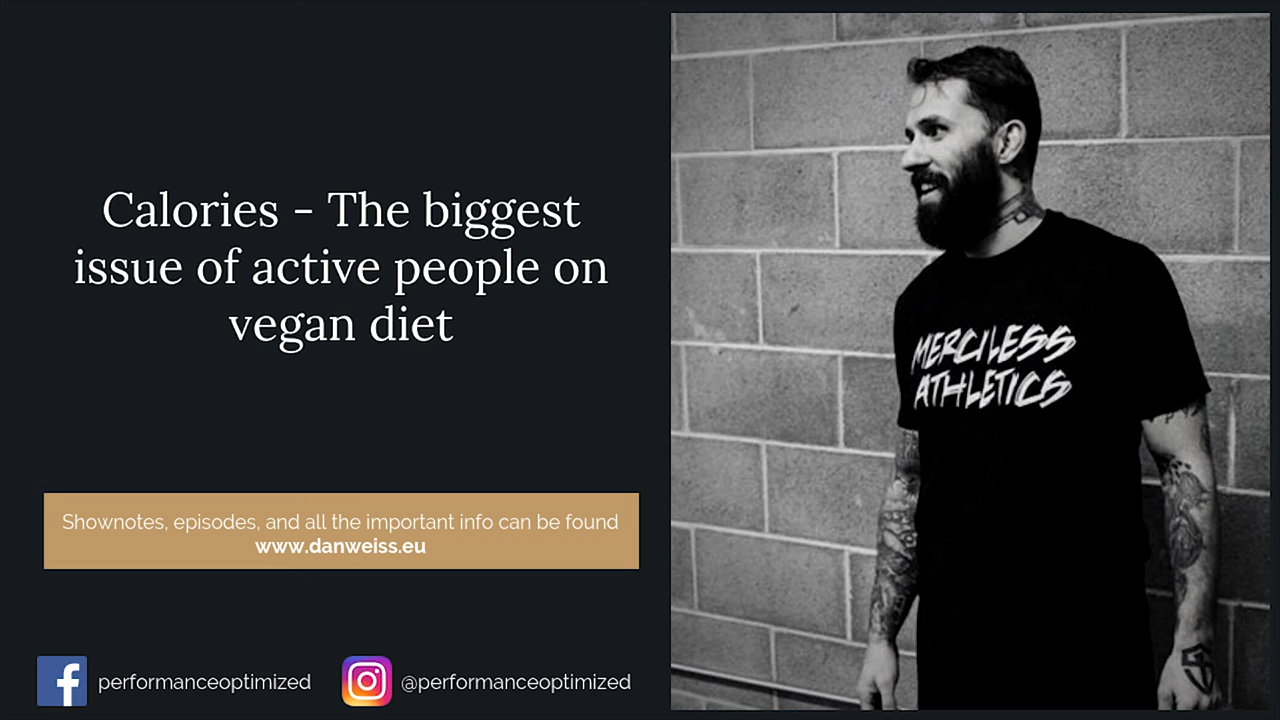 Calories - The biggest
issue of active people on
vegan diet
Shownotes, episodes, and all the important info can be found
www.danweiss.eu
performanceoptimized
@performanceoptimized
MERCILESS
ATHLETICS